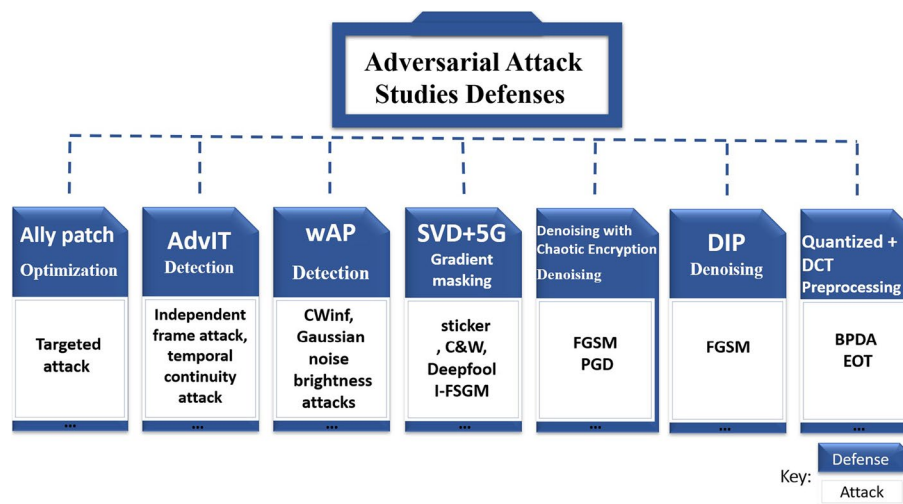 Adversarial Attack
Studies Defenses
Ally patch
Optimization
Targeted
attack
...
AdvIT
Detection
Independent
frame attack,
temporal
continuity
attack
...
wAP
Detection
CWinf,
Gaussian
noise
brightness
attacks
...
SVD+5G
Gradient
masking
sticker
, C&W,
Deepfool
I-FSGM
...
Denoising with
Chaotic Encryption
Denoising
FGSM
PGD
...
DIP
Denoising
FGSM
...
Quantized +
DCT
Preprocessing
BPDA
EOT
...
Key:
Defense
Attack